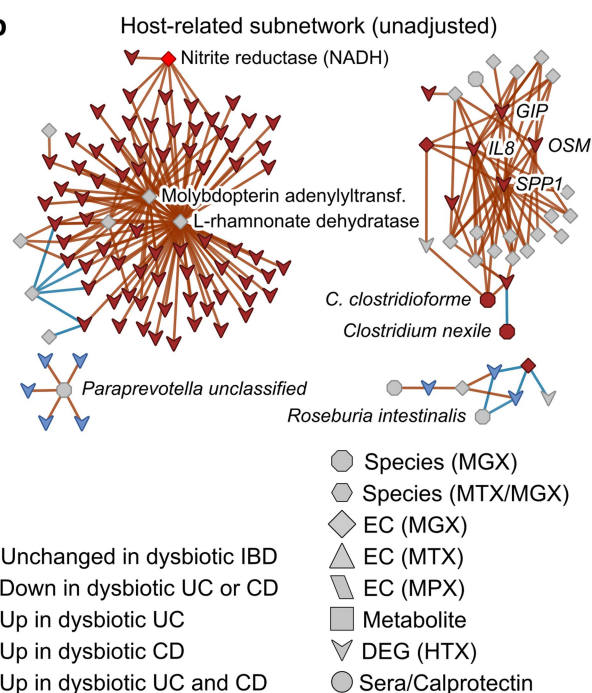 b
Host-related subnetwork (unadjusted)
Nitrite reductase (NADH)
GIP
IL8
OSM
SPP1
Molybdopterin adenylyltransf.
L-rhamnonate dehydratase
C. clostridioforme
Clostridium nexile
Paraprevotella unclassified
Roseburia intestinalis
Species (MGX)
Species (MTX/MGX)
EC (MGX)
Unchanged in dysbiotic IBD
EC (MTX)
Down in dysbiotic UC or CD
EC (MPX)
Up in dysbiotic UC
Metabolite
Up in dysbiotic CD
DEG (HTX)
Up in dysbiotic UC and CD
Sera/Calprotectin